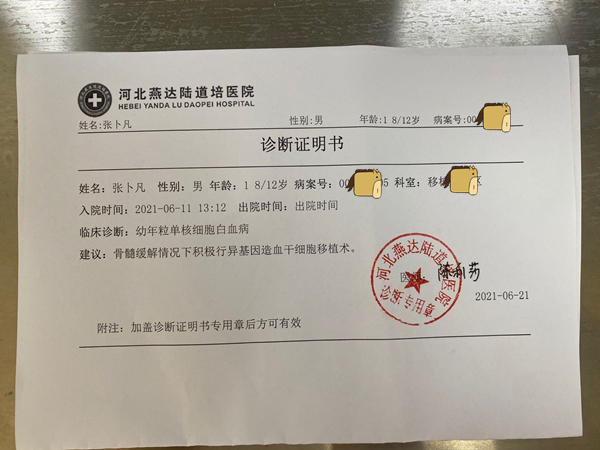 河北燕达陆道培医院
HEBEI YANDA LU DAOPEI HOSPITAL
姓名:张卜凡 性别:男 年龄:1 8/12岁 病案号:00
诊断证明书
姓名: 张卜凡 性别: 男 年龄: 1 8/12岁 病案号: 00 05 科室: 移植 区
入院时间: 2021-06-11 13:12 出院时间: 出院时间
临床诊断: 幼年粒单核细胞白血病
建议: 骨髓缓解情况下积极行异基因造血干细胞移植术。
河北燕达陆道培医院
诊断证明专用章
医
2021-06-21
附注: 加盖诊断证明书专用章后方可有效